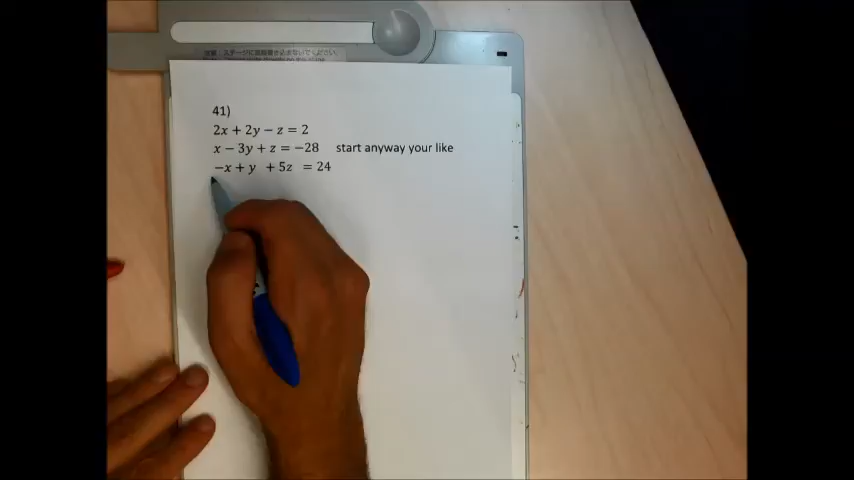 41)
2x + 2y − z = 2
x − 3y + z = −28 start anyway your like
−x + y + 5z = 24